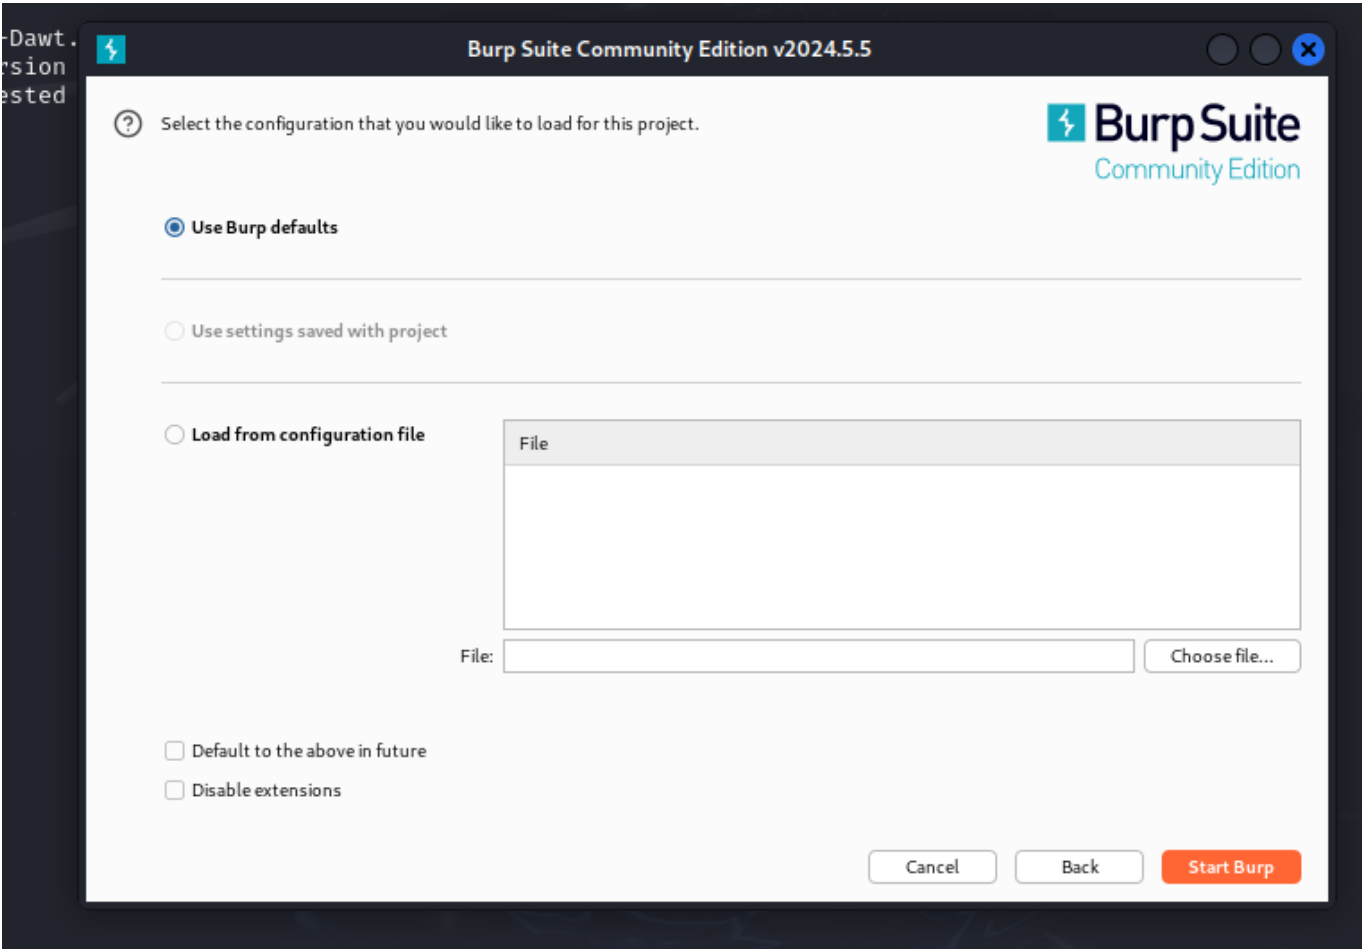 -Dawt.
rsion
ested
Burp Suite Community Edition v2024.5.5
Select the configuration that you would like to load for this project.
Burp Suite
Community Edition
Use Burp defaults
Use settings saved with project
Load from configuration file
File
File:
Choose file...
Default to the above in future
Disable extensions
Cancel
Back
Start Burp